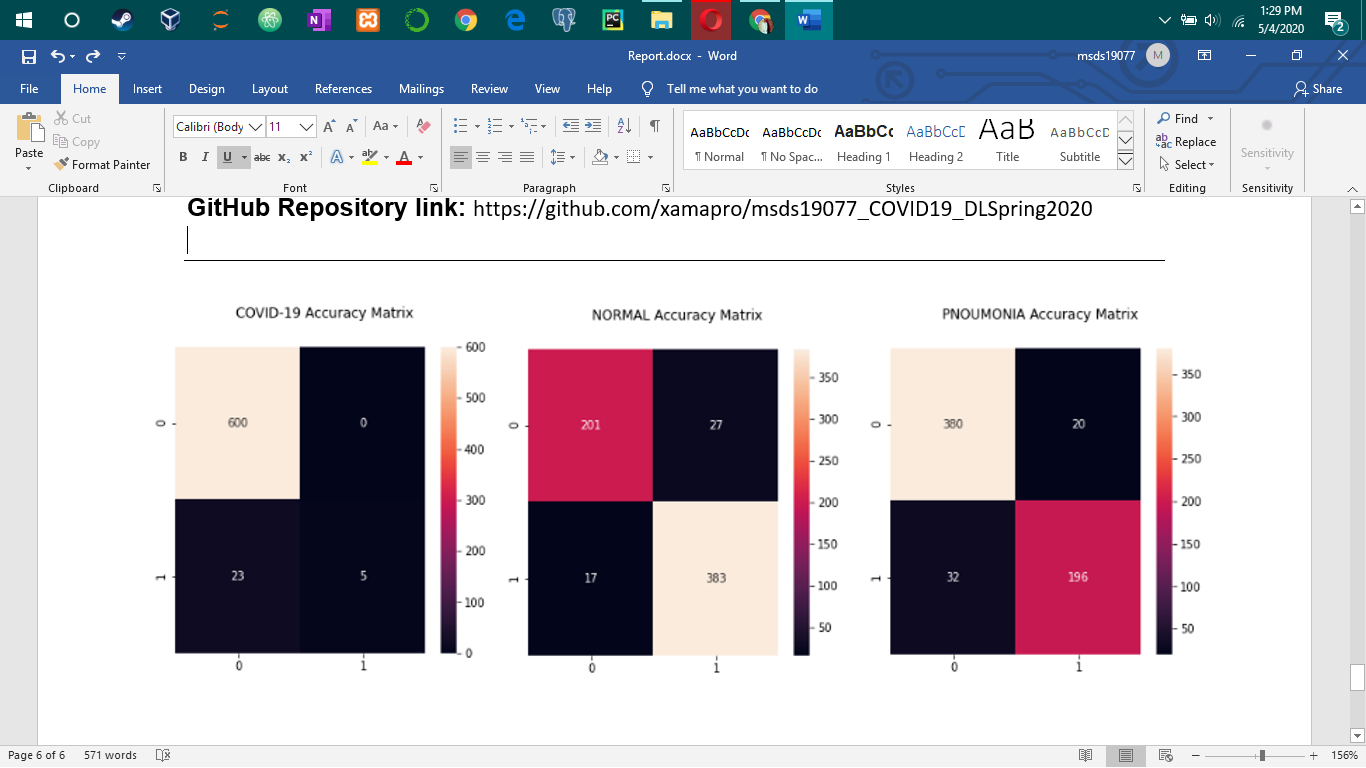 1:29 PM
5/4/2020
2
Report.docx - Word
msds19077
M
File Home Insert Design Layout References Mailings Review View Help Tell me what you want to do Share
Paste
Cut
Copy
Format Painter
Clipboard
Calibri (Body 11 Aa
B I U abc x₂ x²
Font
Paragraph
AaBbCcDc AaBbCcDc AaBbCc AaBbCcD AaB AaBbCcD
¶ Normal ¶ No Spac... Heading 1 Heading 2 Title Subtitle
Styles
Find
Replace
Select
Editing
Sensitivity
Sensitivity
GitHub Repository link: https://github.com/xamapro/msds19077_COVID19_DLSpring2020
COVID-19 Accuracy Matrix
0
1
600 0
23 5
0 1
600
500
400
300
200
100
0
NORMAL Accuracy Matrix
0
1
201 27
17 383
0 1
350
300
250
200
150
100
50
PNOUMONIA Accuracy Matrix
0
1
380 20
32 196
0 1
350
300
250
200
150
100
50
Page 6 of 6 571 words
156%